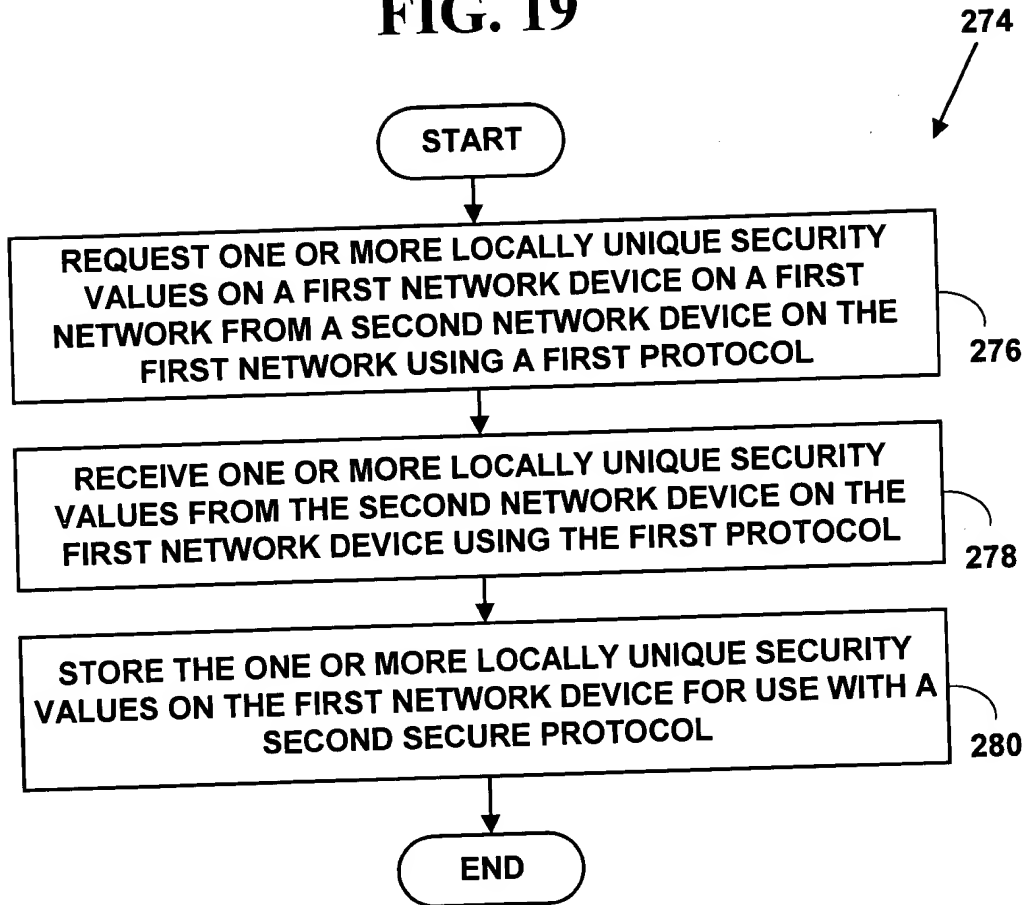 FIG. 19
274
START
REQUEST ONE OR MORE LOCALLY UNIQUE SECURITY
VALUES ON A FIRST NETWORK DEVICE ON A FIRST
NETWORK FROM A SECOND NETWORK DEVICE ON THE
FIRST NETWORK USING A FIRST PROTOCOL
276
RECEIVE ONE OR MORE LOCALLY UNIQUE SECURITY
VALUES FROM THE SECOND NETWORK DEVICE ON THE
FIRST NETWORK DEVICE USING THE FIRST PROTOCOL
278
STORE THE ONE OR MORE LOCALLY UNIQUE SECURITY
VALUES ON THE FIRST NETWORK DEVICE FOR USE WITH A
SECOND SECURE PROTOCOL
280
END